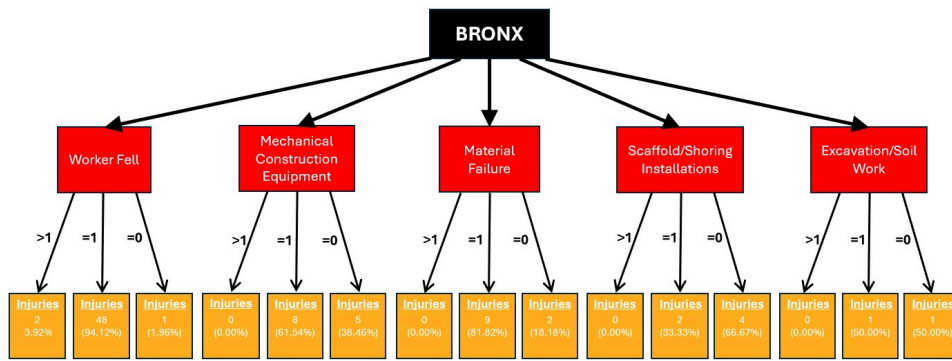 BRONX
Worker Fell
Mechanical
Construction
Equipment
Material
Failure
Scaffold/Shoring
Installations
Excavation/Soil
Work
>1
=1
=0
>1
=1
=0
>1
=1
=0
>1
=1
=0
>1
=1
=0
Injuries
2
3.92%
Injuries
48
(94.12%)
Injuries
1
(1.96%)
Injuries
0
(0.00%)
Injuries
8
(61.54%)
Injuries
5
(38.46%)
Injuries
0
(0.00%)
Injuries
9
(81.82%)
Injuries
2
(18.18%)
Injuries
0
(0.00%)
Injuries
2
(33.33%)
Injuries
4
(66.67%)
Injuries
0
(0.00%)
Injuries
1
(50.00%)
Injuries
1
(50.00%)